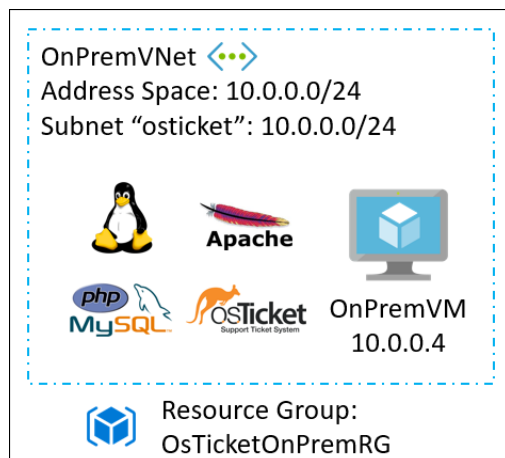 OnPremVNet
Address Space: 10.0.0.0/24
Subnet “osticket”: 10.0.0.0/24
Apache
php
MySQL
osTicket
Support Ticket System
OnPremVM
10.0.0.4
Resource Group:
OsTicketOnPremRG